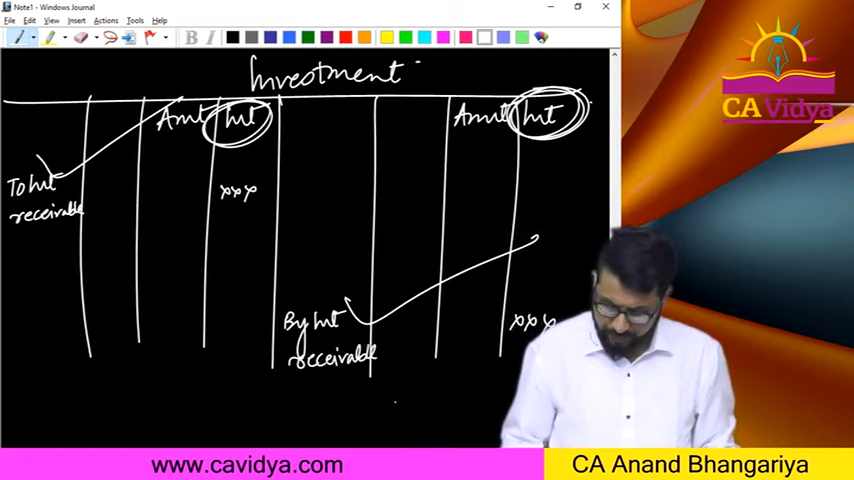 Note1 - Windows Journal
File Edit View Insert Actions Tools Help
B I
Investment
Amt Int
Amt Int
To Int
receivable
xxx
By Int
receivable
xxx
CA Vidya
www.cavidya.com
CA Anand Bhangariya